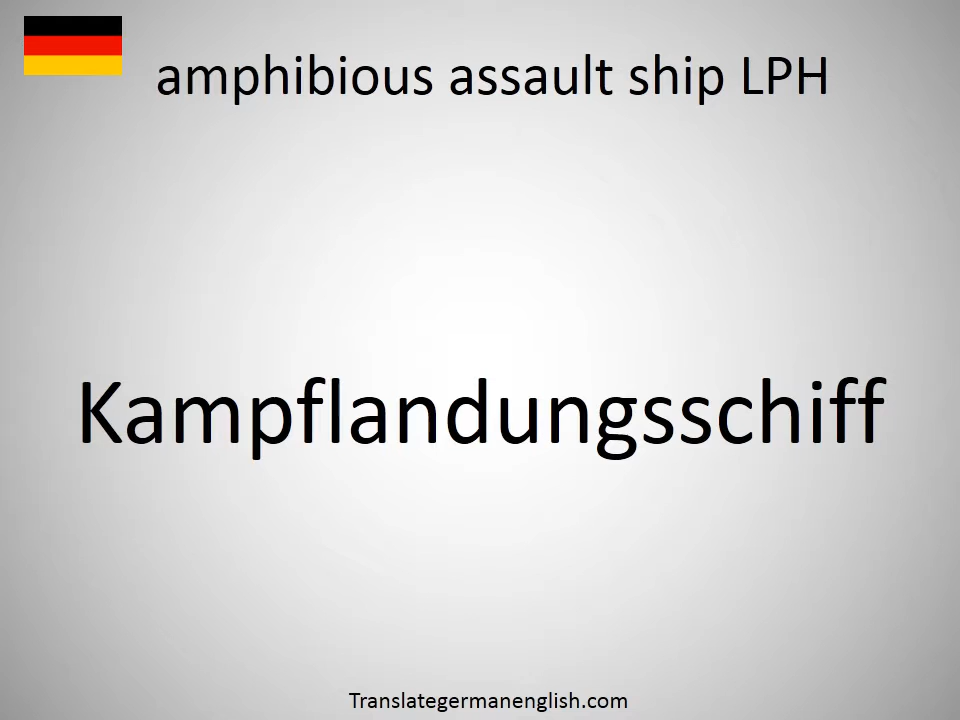 amphibious assault ship LPH
Kampflandungsschiff
Translategermanenglish.com